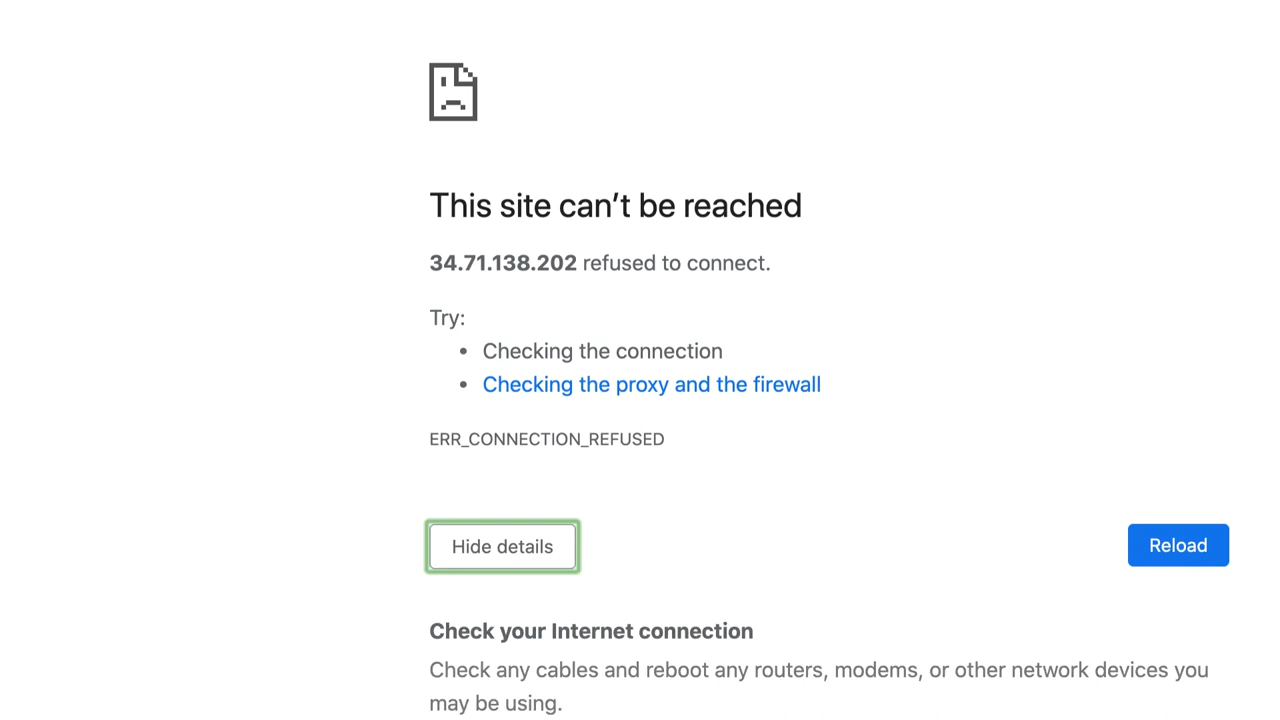 This site can’t be reached
34.71.138.202 refused to connect.
Try:
• Checking the connection
• Checking the proxy and the firewall
ERR_CONNECTION_REFUSED
Hide details
Reload
Check your Internet connection
Check any cables and reboot any routers, modems, or other network devices you
may be using.